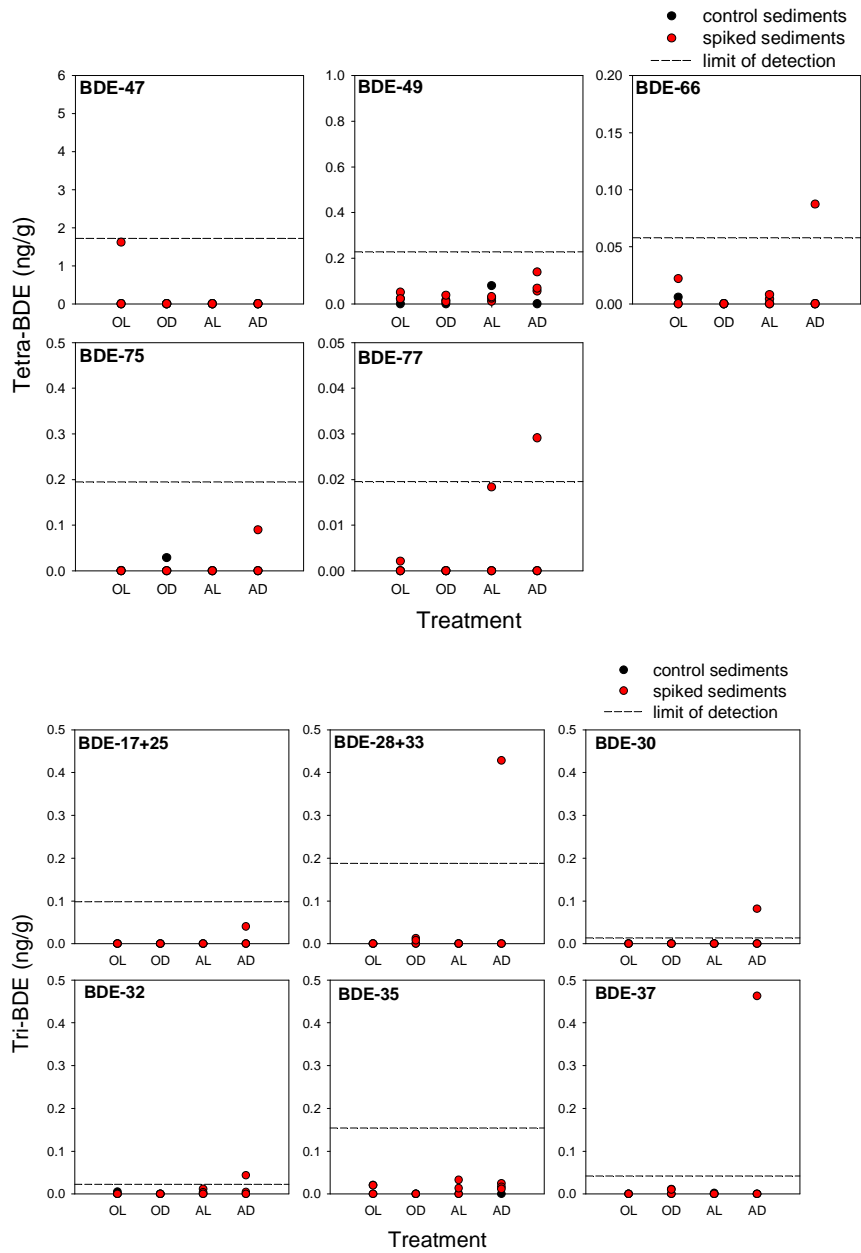 control sediments
spiked sediments
limit of detection
BDE-47
BDE-49
BDE-66
6
5
4
3
2
1
0
1.0
0.8
0.6
0.4
0.2
0.0
0.20
0.15
0.10
0.05
0.00
OL OD AL AD
OL OD AL AD
OL OD AL AD
Tetra-BDE (ng/g)
BDE-75
BDE-77
0.5
0.4
0.3
0.2
0.1
0.0
0.05
0.04
0.03
0.02
0.01
0.00
OL OD AL AD
OL OD AL AD
Treatment
control sediments
spiked sediments
limit of detection
BDE-17+25
BDE-28+33
BDE-30
0.5
0.4
0.3
0.2
0.1
0.0
0.5
0.4
0.3
0.2
0.1
0.0
0.5
0.4
0.3
0.2
0.1
0.0
OL OD AL AD
OL OD AL AD
OL OD AL AD
Tri-BDE (ng/g)
BDE-32
BDE-35
BDE-37
0.5
0.4
0.3
0.2
0.1
0.0
0.5
0.4
0.3
0.2
0.1
0.0
0.5
0.4
0.3
0.2
0.1
0.0
OL OD AL AD
OL OD AL AD
OL OD AL AD
Treatment